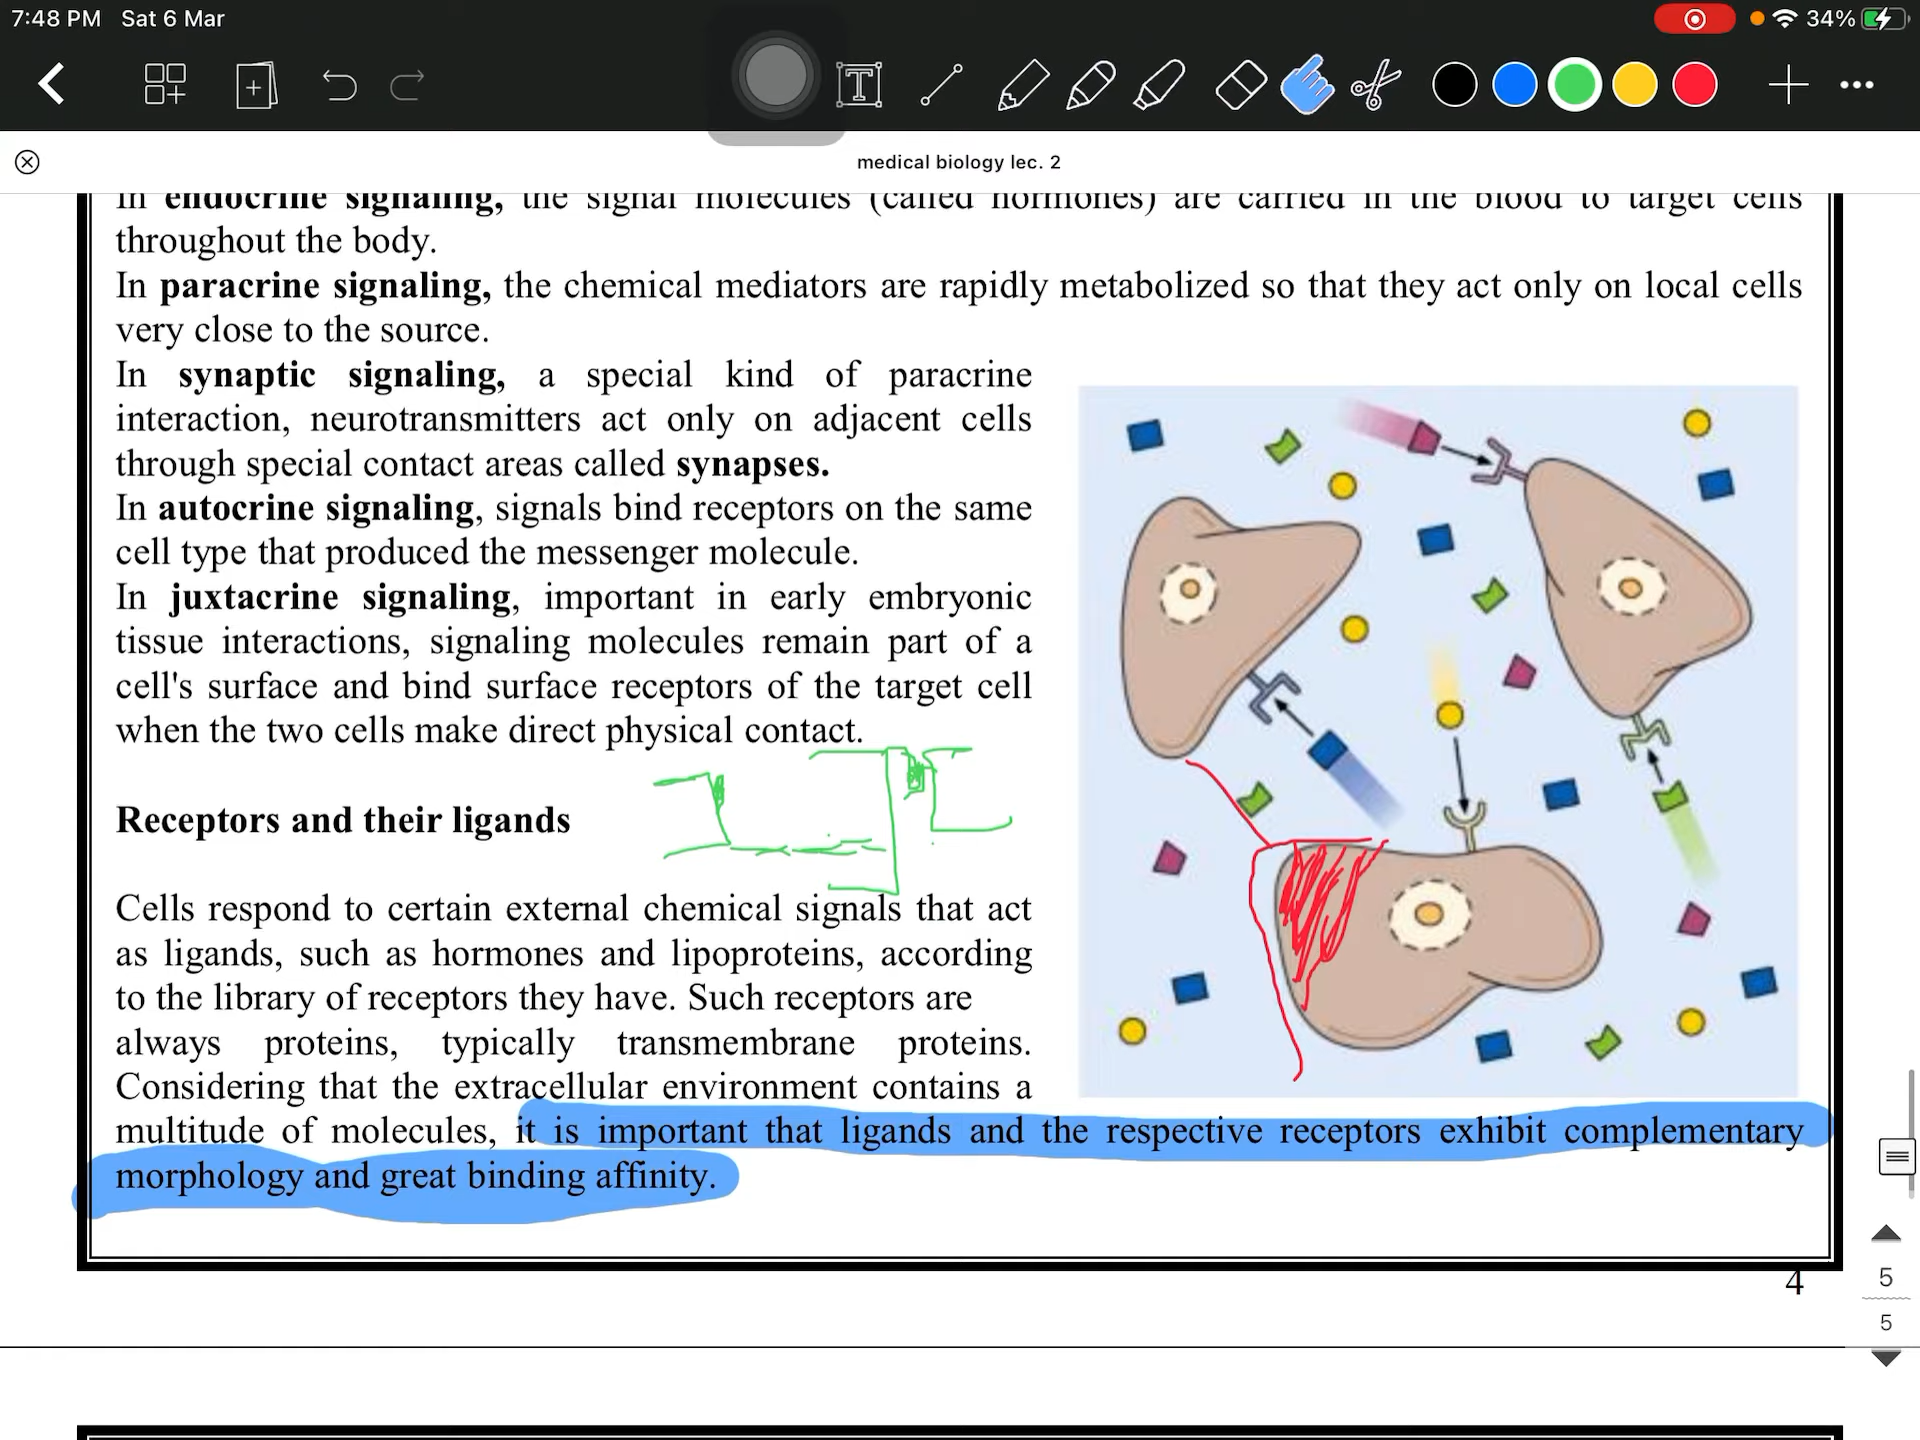 7:48 PM Sat 6 Mar
34%
T
medical biology lec. 2
In endocrine signaling, the signal molecules (called hormones) are carried in the blood to target cells
throughout the body.
In paracrine signaling, the chemical mediators are rapidly metabolized so that they act only on local cells
very close to the source.
In synaptic signaling, a special kind of paracrine
interaction, neurotransmitters act only on adjacent cells
through special contact areas called synapses.
In autocrine signaling, signals bind receptors on the same
cell type that produced the messenger molecule.
In juxtacrine signaling, important in early embryonic
tissue interactions, signaling molecules remain part of a
cell's surface and bind surface receptors of the target cell
when the two cells make direct physical contact.
Receptors and their ligands
Cells respond to certain external chemical signals that act
as ligands, such as hormones and lipoproteins, according
to the library of receptors they have. Such receptors are
always proteins, typically transmembrane proteins.
Considering that the extracellular environment contains a
multitude of molecules, it is important that ligands and the respective receptors exhibit complementary
morphology and great binding affinity.
4
5
5